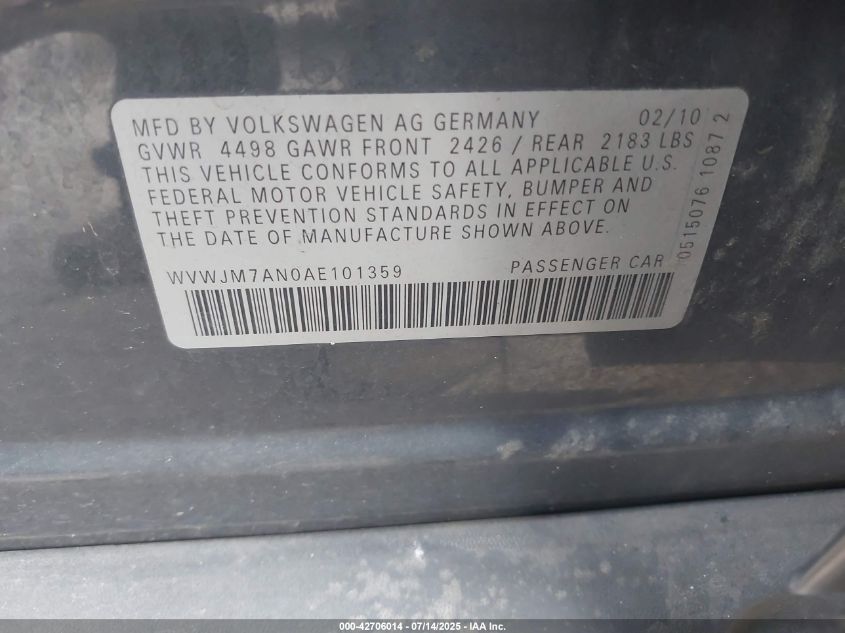 MFD BY VOLKSWAGEN AG GERMANY 02/10
GVWR 4498 GAWR FRONT 2426 / REAR 2183 LBS
THIS VEHICLE CONFORMS TO ALL APPLICABLE U.S.
FEDERAL MOTOR VEHICLE SAFETY, BUMPER AND
THEFT PREVENTION STANDARDS IN EFFECT ON
THE DATE OF MANUFACTURE SHOWN ABOVE.
WVWJM7AN0AE101359 PASSENGER CAR
0515076 1087 2
000-42706014 - 07/14/2025 - IAA Inc.